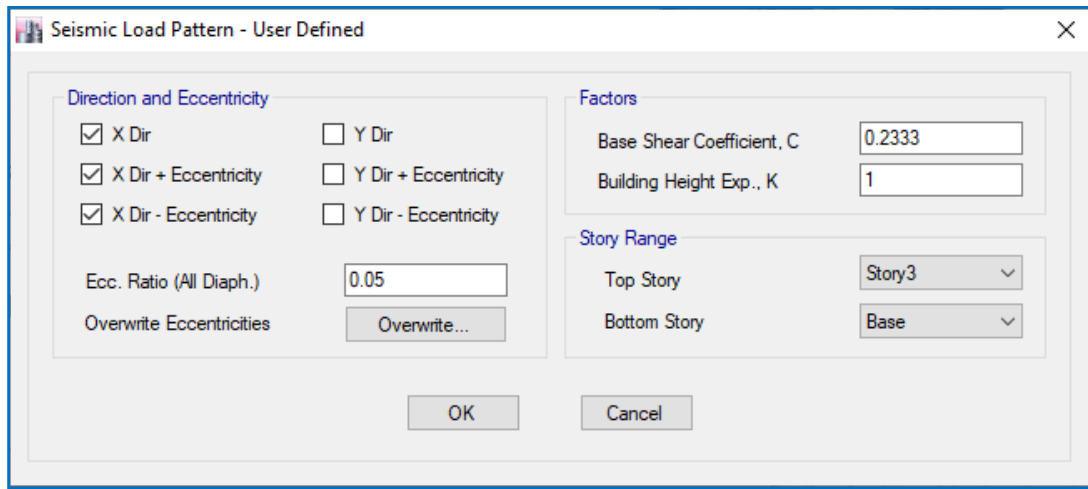 Seismic Load Pattern - User Defined
Direction and Eccentricity
X Dir
Y Dir
X Dir + Eccentricity
Y Dir + Eccentricity
X Dir - Eccentricity
Y Dir - Eccentricity
Ecc. Ratio (All Diaph.)
0.05
Overwrite Eccentricities
Overwrite...
Factors
Base Shear Coefficient, C
0.2333
Building Height Exp., K
1
Story Range
Top Story
Story3
Bottom Story
Base
OK
Cancel